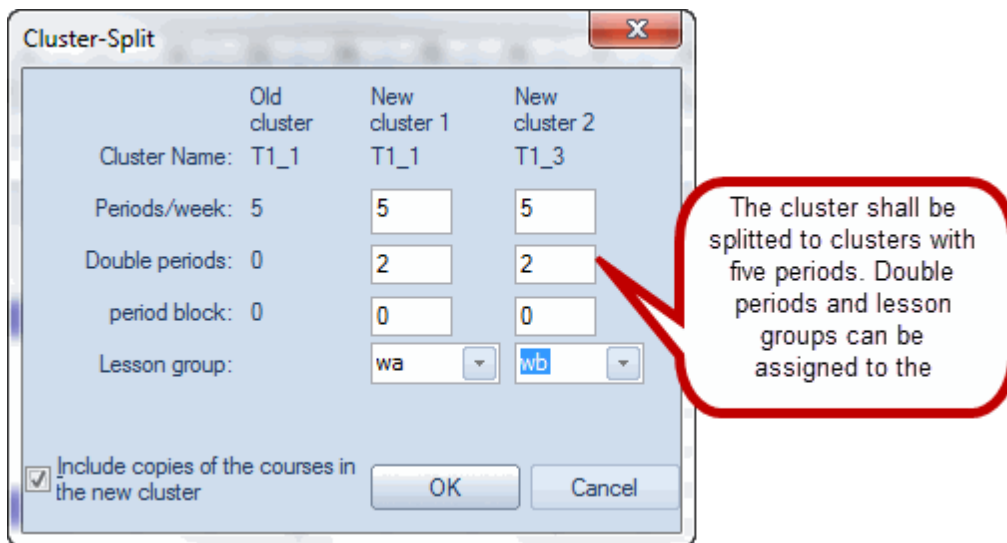 Cluster-Split
Old cluster New cluster 1 New cluster 2
Cluster Name: T1_1 T1_1 T1_3
Periods/week: 5 5 5
Double periods: 0 2 2
period block: 0 0 0
Lesson group: wa wb
Include copies of the courses in
the new cluster
OK Cancel
The cluster shall be
splitted to clusters with
five periods. Double
periods and lesson
groups can be
assigned to the